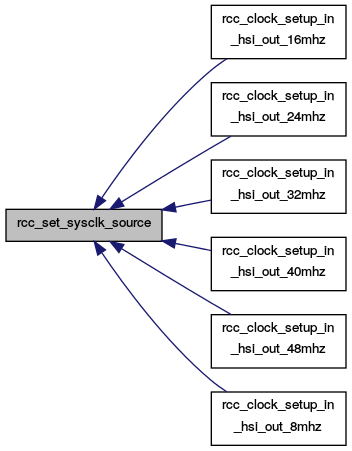 rcc_clock_setup_in
_hsi_out_16mhz
rcc_clock_setup_in
_hsi_out_24mhz
rcc_clock_setup_in
_hsi_out_32mhz
rcc_set_sysclk_source
rcc_clock_setup_in
_hsi_out_40mhz
rcc_clock_setup_in
_hsi_out_48mhz
rcc_clock_setup_in
_hsi_out_8mhz